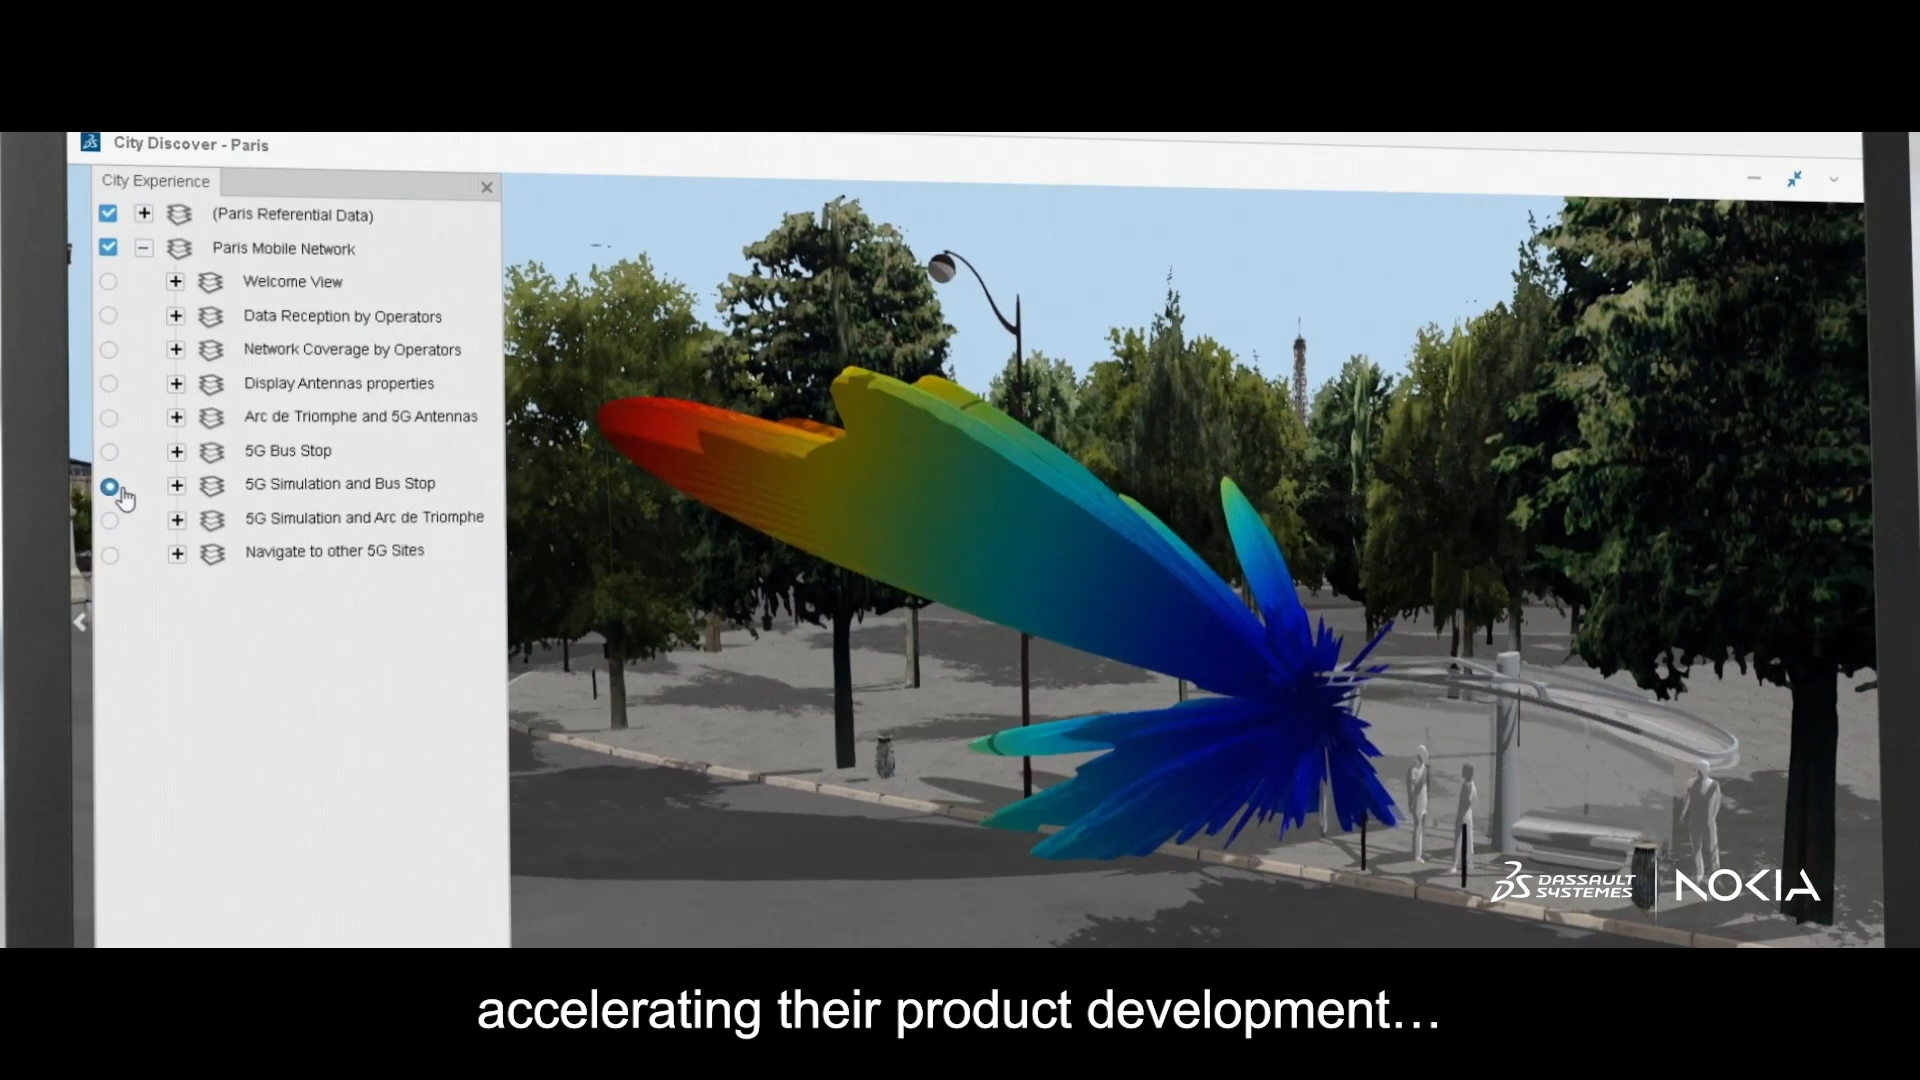 City Discover - Paris
City Experience
(Paris Referential Data)
Paris Mobile Network
Welcome View
Data Reception by Operators
Network Coverage by Operators
Display Antennas properties
Arc de Triomphe and 5G Antennas
5G Bus Stop
5G Simulation and Bus Stop
5G Simulation and Arc de Triomphe
Navigate to other 5G Sites
DASSAULT
SYSTEMES
NOKIA
accelerating their product development...